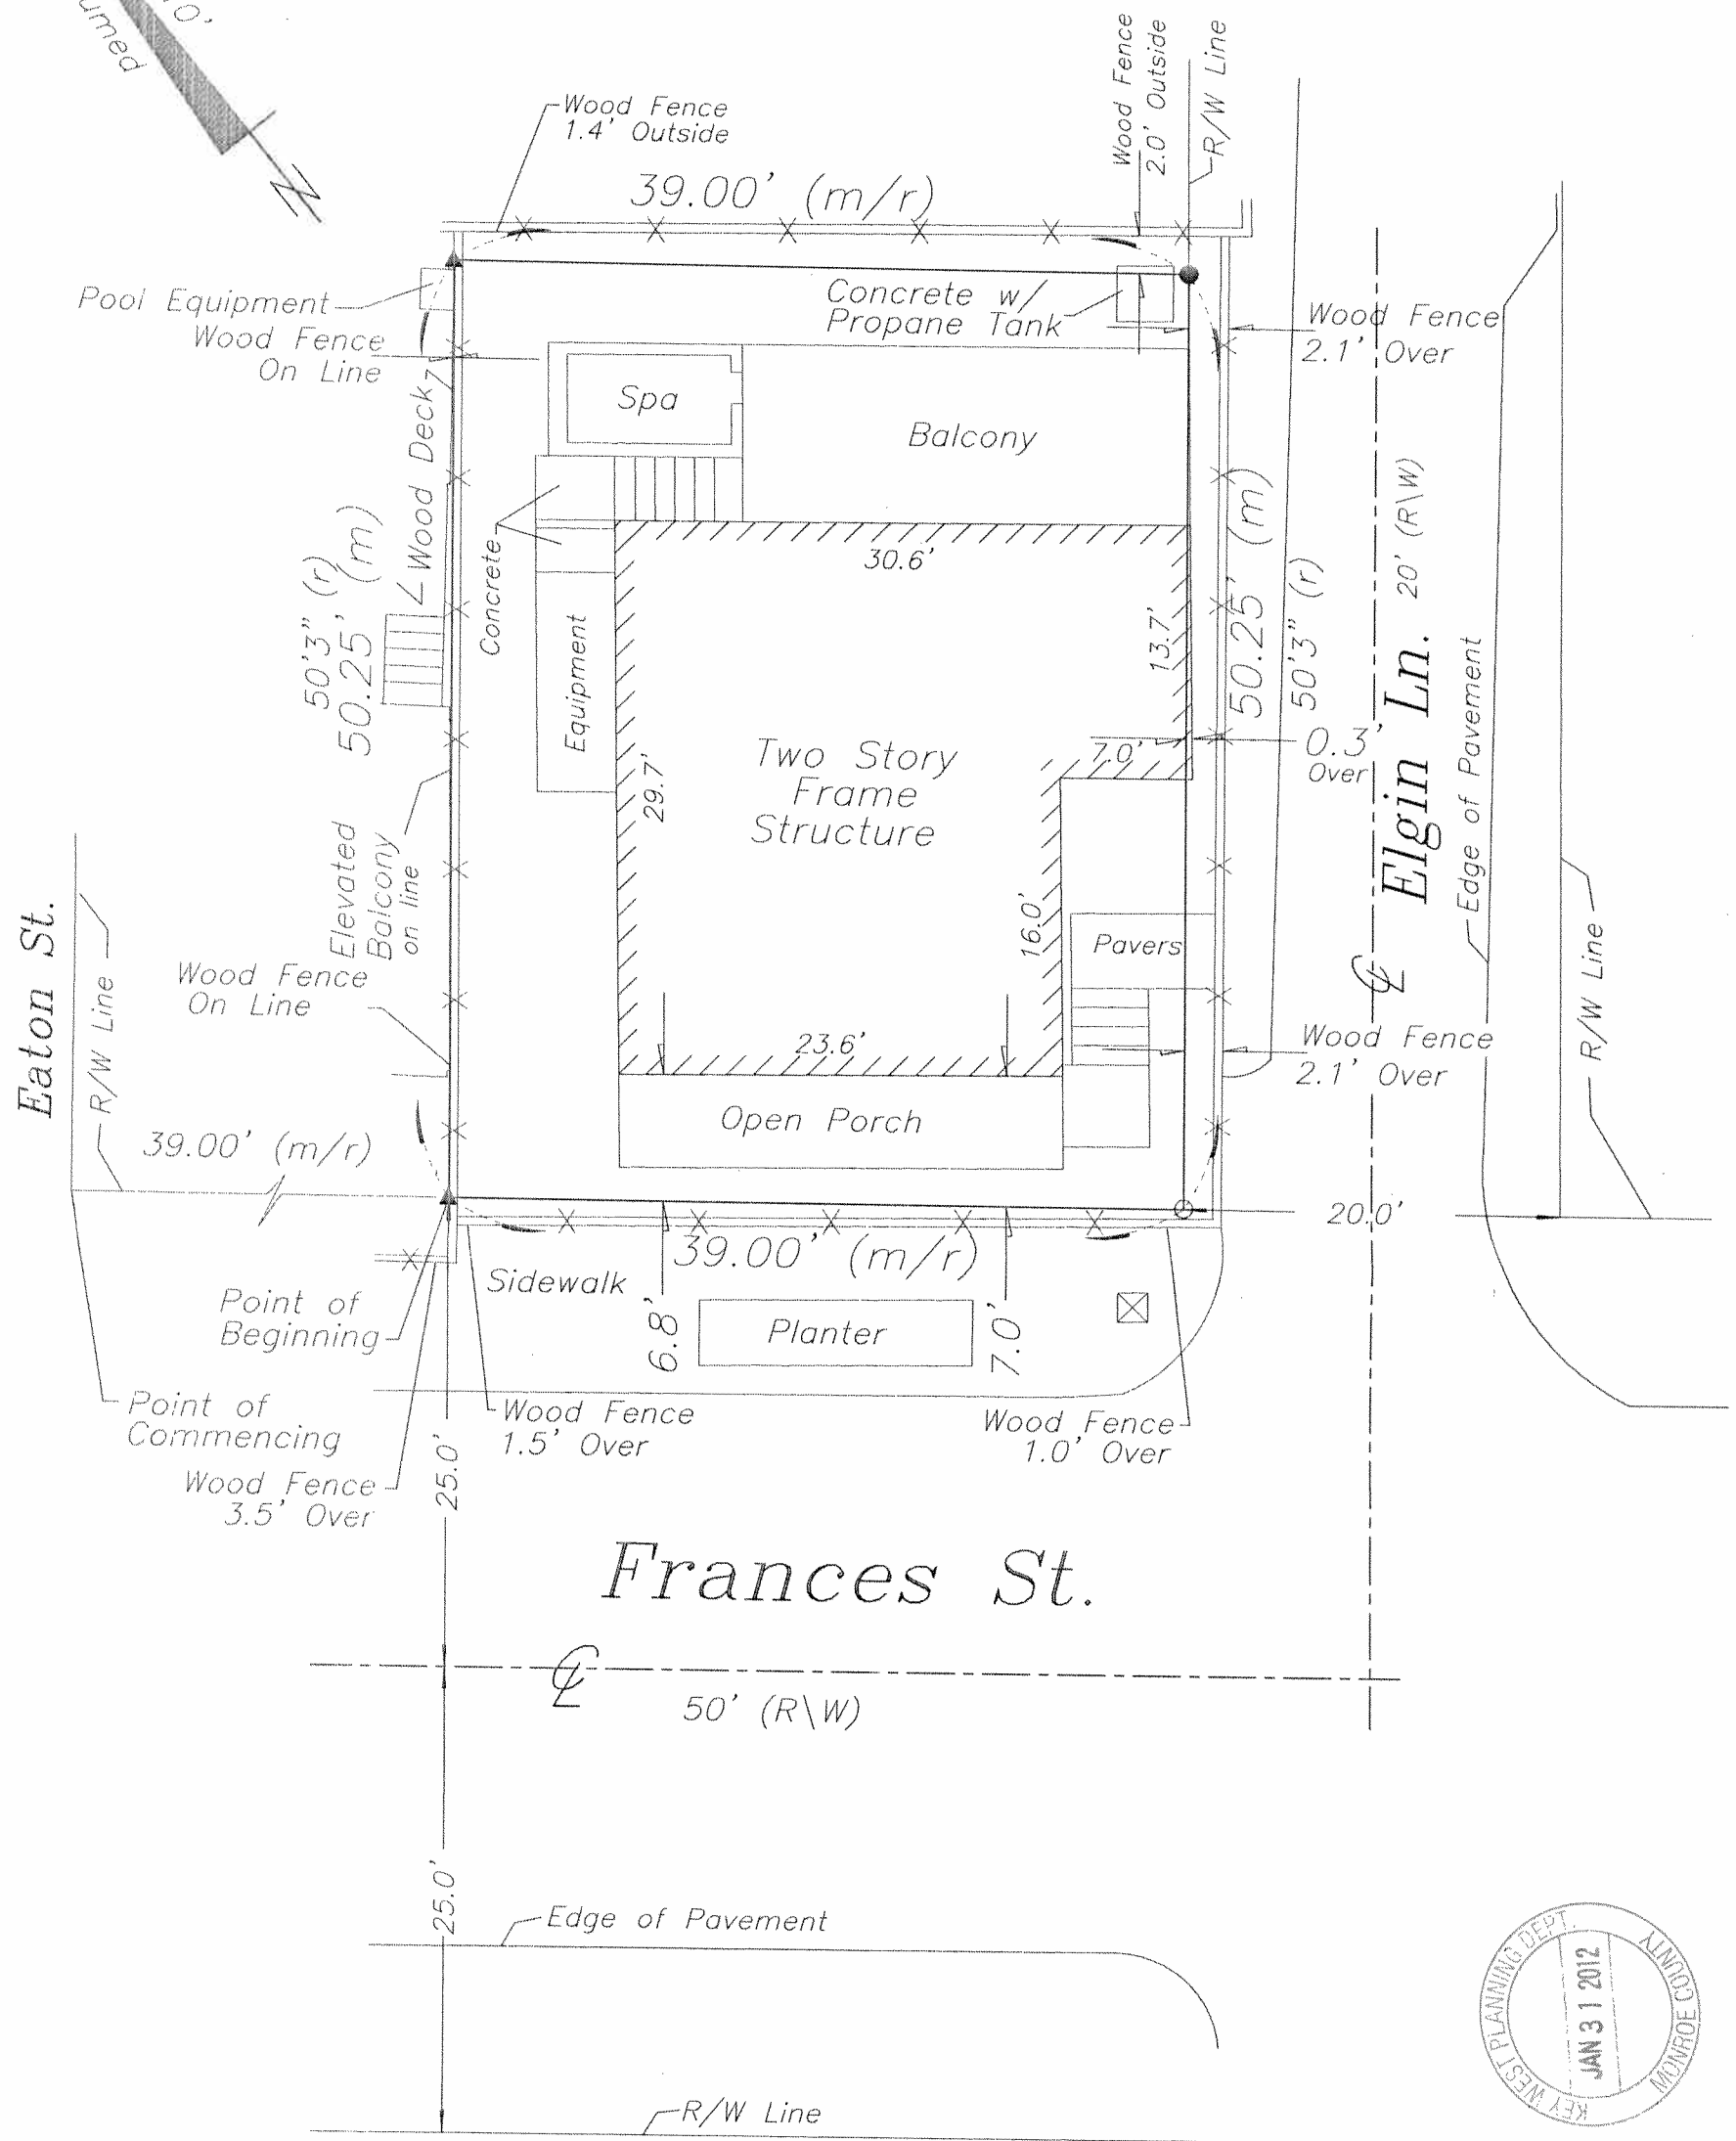 Wood Fence
1.4' Outside
Wood Fence
2.0' Outside
R/W Line
39.00' (m/r)
Pool Equipment
Wood Fence
On Line
Concrete w/
Propane Tank
Wood Fence
2.1' Over
Spa
Balcony
Wood Deck
Concrete
50'3" (r)
50.25' (m)
30.6'
13.7'
50.25' (m)
50'3" (r)
20' (R\W)
Elgin Ln.
Edge of Pavement
Equipment
Two Story
Frame
Structure
29.7'
7.0'
0.3'
Over
16.0'
Elevated
Balcony
on line
Eaton St.
R/W Line
Wood Fence
On Line
Pavers
R/W Line
Wood Fence
2.1' Over
23.6'
Open Porch
39.00' (m/r)
20.0'
39.00' (m/r)
Sidewalk
6.8'
Planter
7.0'
Point of
Beginning
Point of
Commencing
Wood Fence
1.5' Over
Wood Fence
1.0' Over
Wood Fence
3.5' Over
25.0'
Frances St.
50' (R\W)
25.0'
Edge of Pavement
R/W Line
N
KEY WEST PLANNING DEPT.
JAN 31 2012
MONROE COUNTY